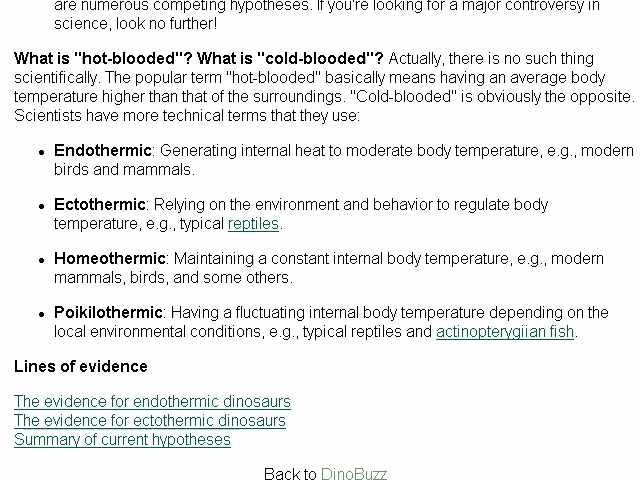 are numerous competing hypotheses. If you're looking for a major controversy in
science, look no further!
What is "hot-blooded"? What is "cold-blooded"? Actually, there is no such thing
scientifically. The popular term "hot-blooded" basically means having an average body
temperature higher than that of the surroundings. "Cold-blooded" is obviously the opposite.
Scientists have more technical terms that they use:
• Endothermic: Generating internal heat to moderate body temperature, e.g., modern
birds and mammals.
• Ectothermic: Relying on the environment and behavior to regulate body
temperature, e.g., typical reptiles.
• Homeothermic: Maintaining a constant internal body temperature, e.g., modern
mammals, birds, and some others.
• Poikilothermic: Having a fluctuating internal body temperature depending on the
local environmental conditions, e.g., typical reptiles and actinopterygiian fish.
Lines of evidence
The evidence for endothermic dinosaurs
The evidence for ectothermic dinosaurs
Summary of current hypotheses
Back to DinoBuzz